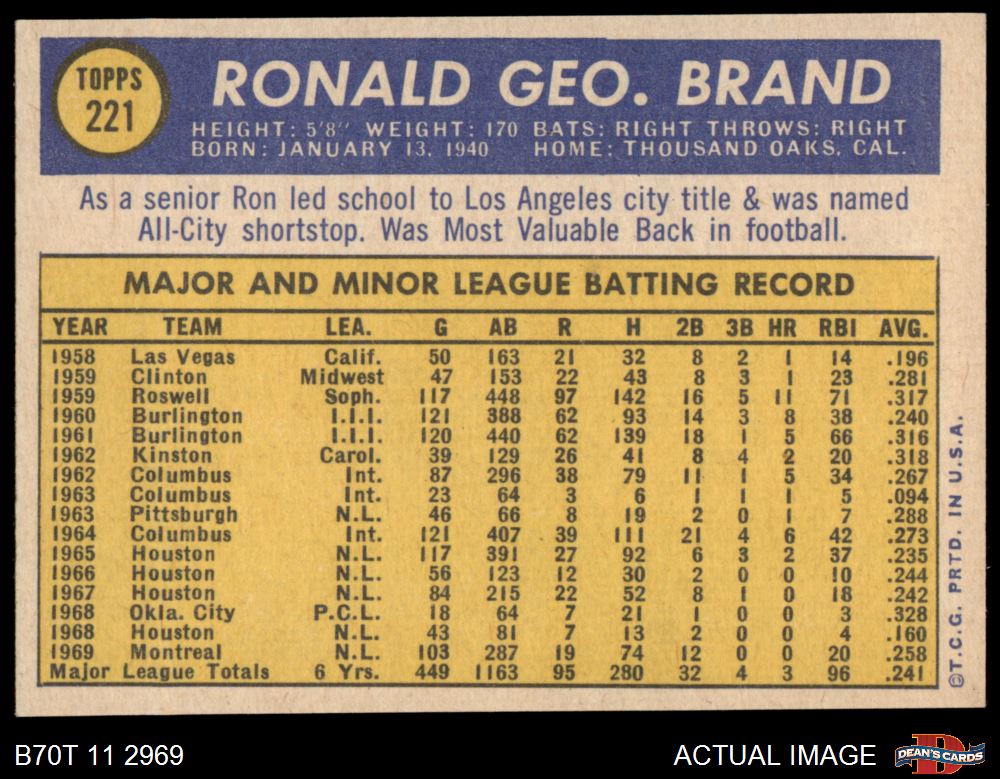 TOPPS
221
RONALD GEO. BRAND
HEIGHT: 5'8" WEIGHT: 170 BATS: RIGHT THROWS: RIGHT
BORN: JANUARY 13, 1940 HOME: THOUSAND OAKS, CAL.
As a senior Ron led school to Los Angeles city title & was named
All-City shortstop. Was Most Valuable Back in football.
MAJOR AND MINOR LEAGUE BATTING RECORD
YEAR TEAM LEA. G AB R H 2B 3B HR RBI AVG.
1958 Las Vegas Calif. 50 163 21 32 8 2 1 14 .196
1959 Clinton Midwest 47 153 22 43 8 3 1 23 .281
1959 Roswell Soph. 117 448 97 142 16 5 11 71 .317
1960 Burlington I.I.I. 121 388 62 93 14 3 8 38 .240
1961 Burlington I.I.I. 120 440 62 139 18 1 5 66 .316
1962 Kinston Carol. 39 129 26 41 8 4 2 20 .318
1962 Columbus Int. 87 296 38 79 11 1 5 34 .267
1963 Columbus Int. 23 64 3 6 1 1 1 5 .094
1963 Pittsburgh N.L. 46 66 8 19 2 0 1 7 .288
1964 Columbus Int. 121 407 39 111 21 4 6 42 .273
1965 Houston N.L. 117 391 27 92 6 3 2 37 .235
1966 Houston N.L. 56 123 12 30 2 0 0 10 .244
1967 Houston N.L. 84 215 22 52 8 1 0 18 .242
1968 Okla. City P.C.L. 18 64 7 21 1 0 0 3 .328
1968 Houston N.L. 43 81 7 13 2 0 0 4 .160
1969 Montreal N.L. 103 287 19 74 12 0 0 20 .258
Major League Totals 6 Yrs. 449 1163 95 280 32 4 3 96 .241
©T.C.G. PRTD. IN U.S.A.
B70T 11 2969
ACTUAL IMAGE
DEAN'S CARDS